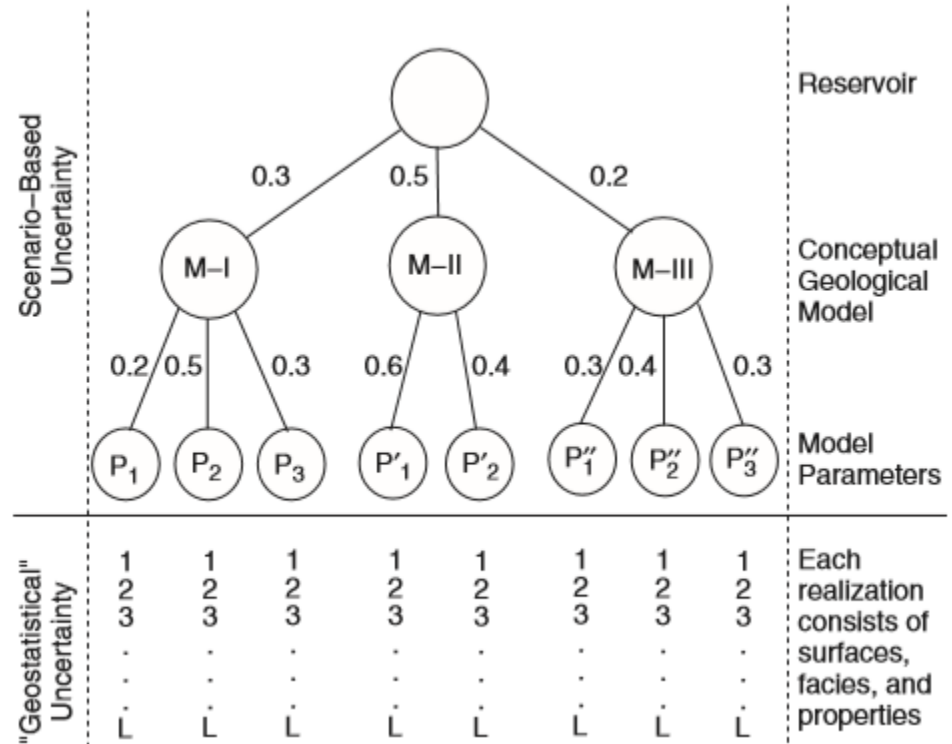 Scenario–Based
Uncertainty
Reservoir
0.3 0.5 0.2
M–I M–II M–III
Conceptual
Geological
Model
0.2 0.5 0.3 0.6 0.4 0.3 0.4 0.3
P₁ P₂ P₃ P′₁ P′₂ P″₁ P″₂ P″₃
Model
Parameters
"Geostatistical"
Uncertainty
1 1 1 1 1 1 1 1
2 2 2 2 2 2 2 2
3 3 3 3 3 3 3 3
. . . . . . . .
. . . . . . . .
. . . . . . . .
L L L L L L L L
Each
realization
consists of
surfaces,
facies, and
properties